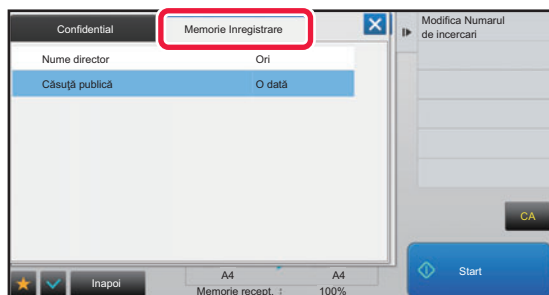 Confidential
Memorie Inregistrare
Modifica Numarul
de incercari
Nume director
Ori
Căsuţă publică
O dată
CA
Inapoi
A4
A4
Memorie recept. :
100%
Start